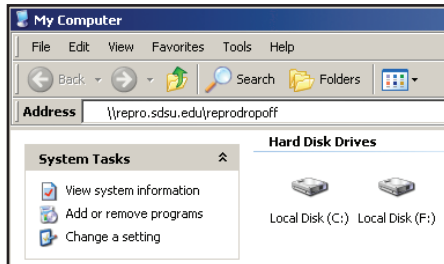 My Computer
File Edit View Favorites Tools Help
Back Search Folders
Address \\repro.sdsu.edu\reprodropoff
Hard Disk Drives
System Tasks
View system information
Add or remove programs
Change a setting
Local Disk (C:) Local Disk (F:)